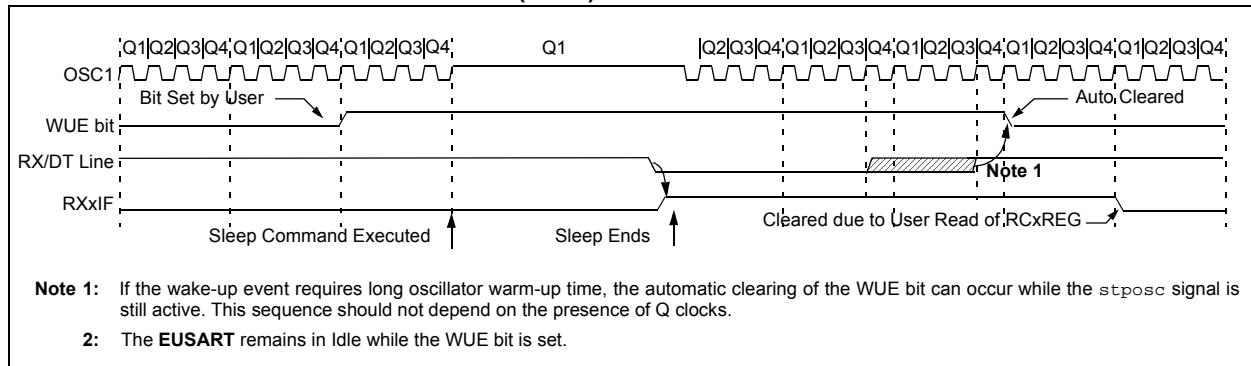 Q1|Q2|Q3|Q4|Q1|Q2|Q3|Q4|Q1|Q2|Q3|Q4 Q1 |Q2|Q3|Q4|Q1|Q2|Q3|Q4|Q1|Q2|Q3|Q4|Q1|Q2|Q3|Q4|Q1|Q2|Q3|Q4
OSC1
Bit Set by User
Auto Cleared
WUE bit
RX/DT Line
Note 1
RXxIF
Cleared due to User Read of RCxREG
Sleep Command Executed
Sleep Ends
Note 1: If the wake-up event requires long oscillator warm-up time, the automatic clearing of the WUE bit can occur while the stposc signal is
still active. This sequence should not depend on the presence of Q clocks.
2: The EUSART remains in Idle while the WUE bit is set.